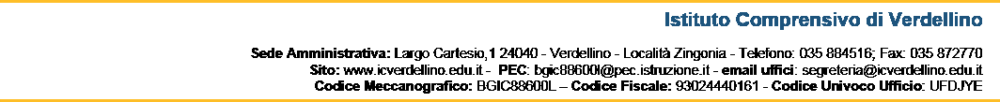 Istituto Comprensivo di Verdellino
Sede Amministrativa: Largo Cartesio,1 24040 - Verdellino - Località Zingonia - Telefono: 035 884516; Fax: 035 872770
Sito: www.icverdellino.edu.it - PEC: bgic88600l@pec.istruzione.it - email uffici: segreteria@icverdellino.edu.it
Codice Meccanografico: BGIC88600L – Codice Fiscale: 93024440161 - Codice Univoco Ufficio: UFDJYE